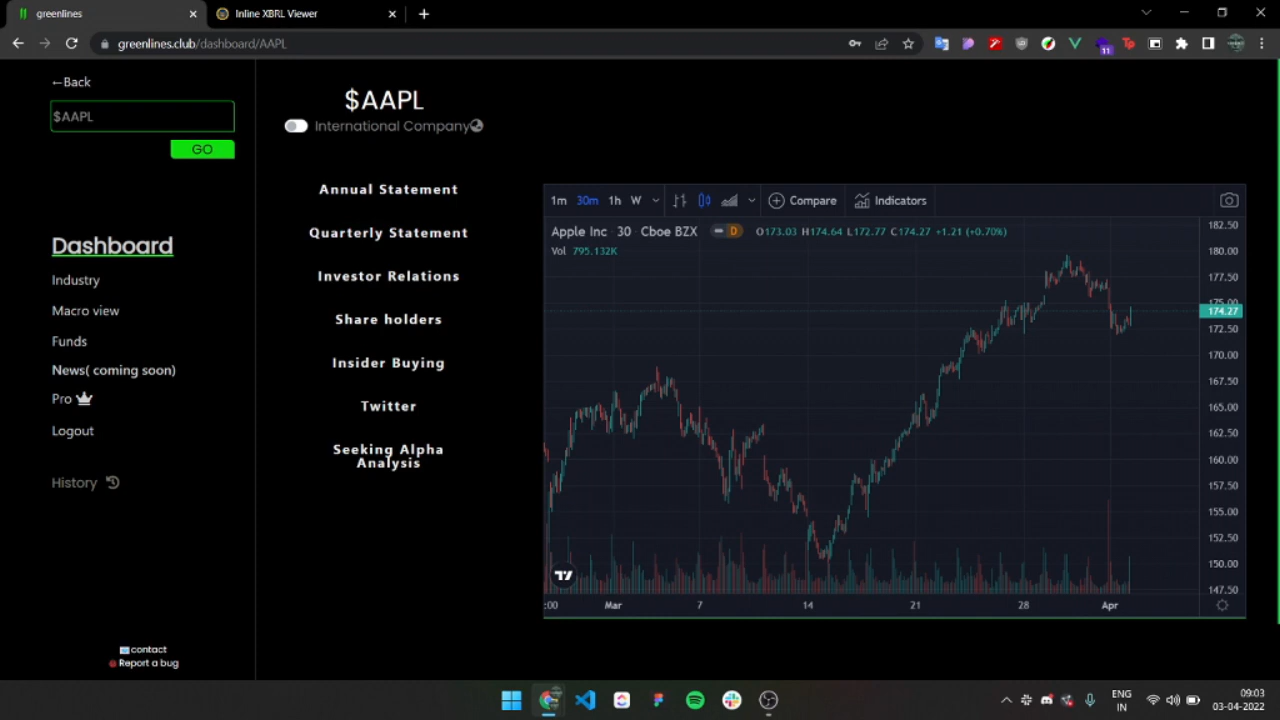 greenlines
Inline XBRL Viewer
greenlines.club/dashboard/AAPL
11
←Back
$AAPL
GO
Dashboard
Industry
Macro view
Funds
News( coming soon)
Pro
Logout
History
contact
Report a bug
$AAPL
International Company
Annual Statement
Quarterly Statement
Investor Relations
Share holders
Insider Buying
Twitter
Seeking Alpha
Analysis
1m 30m 1h W Compare Indicators
Apple Inc · 30 · Cboe BZX D O173.03 H174.64 L172.77 C174.27 +1.21 (+0.70%)
Vol 795.132K
182.50
180.00
177.50
175.00
174.27
172.50
170.00
167.50
165.00
162.50
160.00
157.50
155.00
152.50
150.00
147.50
:00 Mar 7 14 21 28 Apr
ENG
IN
09:03
03-04-2022